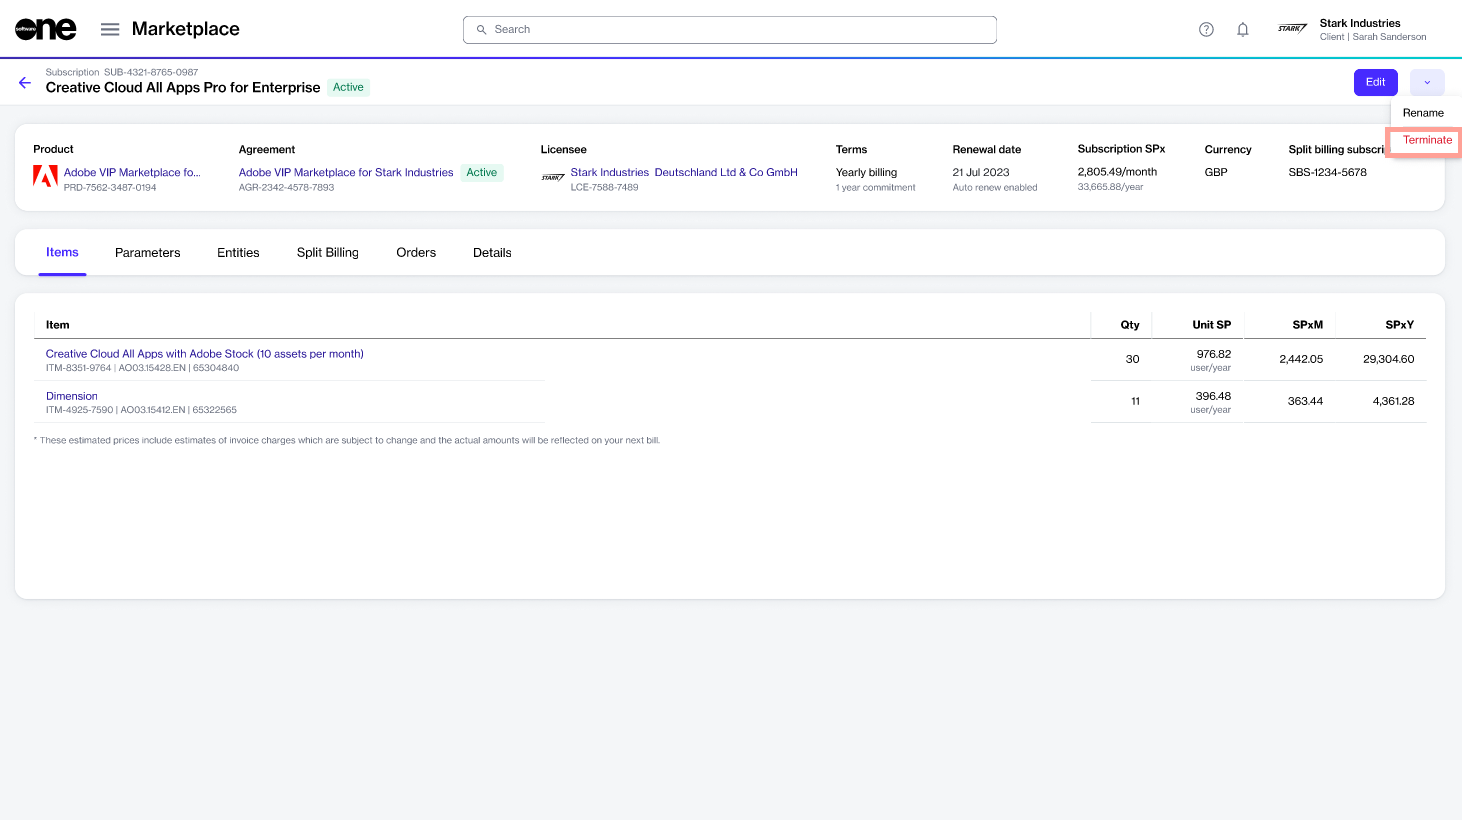 software one
Marketplace
Search
STARK
Stark Industries
Client | Sarah Sanderson
Subscription SUB-4321-8765-0987
Creative Cloud All Apps Pro for Enterprise
Active
Edit
Rename
Terminate
Product
Adobe VIP Marketplace fo...
PRD-7562-3487-0194
Agreement
Adobe VIP Marketplace for Stark Industries Active
AGR-2342-4578-7893
Licensee
STARK
Stark Industries Deutschland Ltd & Co GmbH
LCE-7588-7489
Terms
Yearly billing
1 year commitment
Renewal date
21 Jul 2023
Auto renew enabled
Subscription SPx
2,805.49/month
33,665.88/year
Currency
GBP
Split billing subscri
SBS-1234-5678
Items Parameters Entities Split Billing Orders Details
Item Qty Unit SP SPxM SPxY
Creative Cloud All Apps with Adobe Stock (10 assets per month)
ITM-8351-9764 | AO03.15428.EN | 65304840
30 976.82 2,442.05 29,304.60
user/year
Dimension
ITM-4925-7590 | AO03.15412.EN | 65322565
11 396.48 363.44 4,361.28
user/year
* These estimated prices include estimates of invoice charges which are subject to change and the actual amounts will be reflected on your next bill.